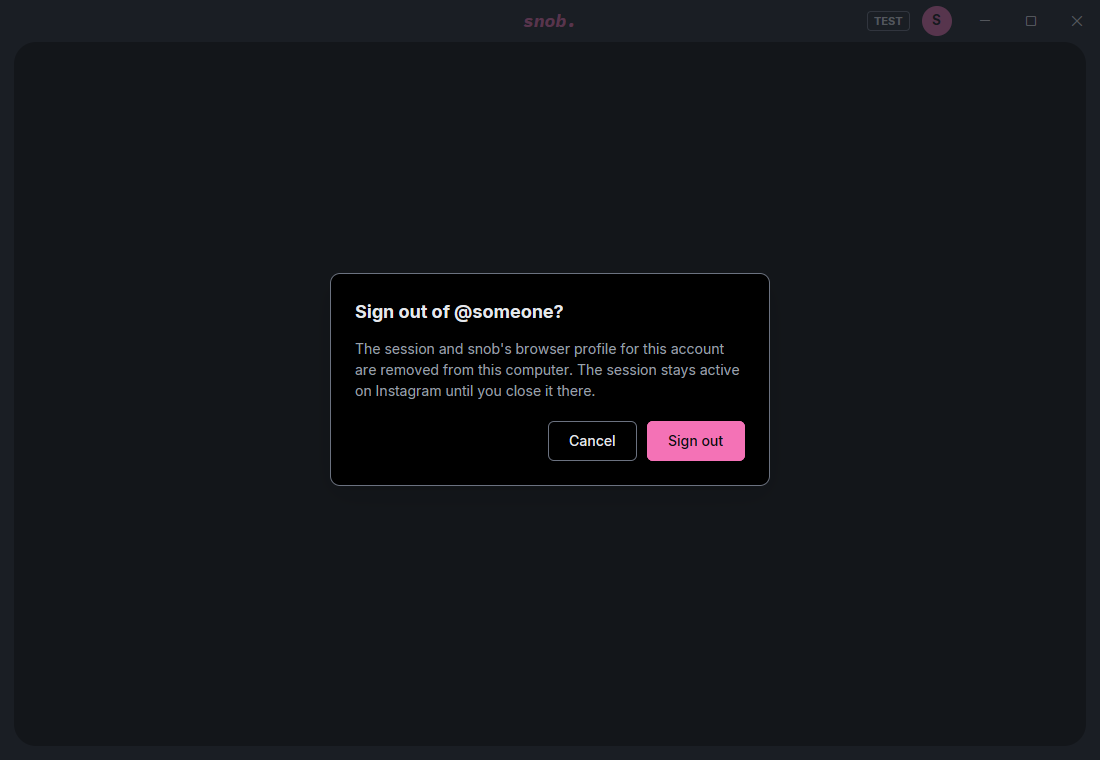 snob.
TEST
S
Sign out of @someone?
The session and snob's browser profile for this account
are removed from this computer. The session stays active
on Instagram until you close it there.
Cancel
Sign out